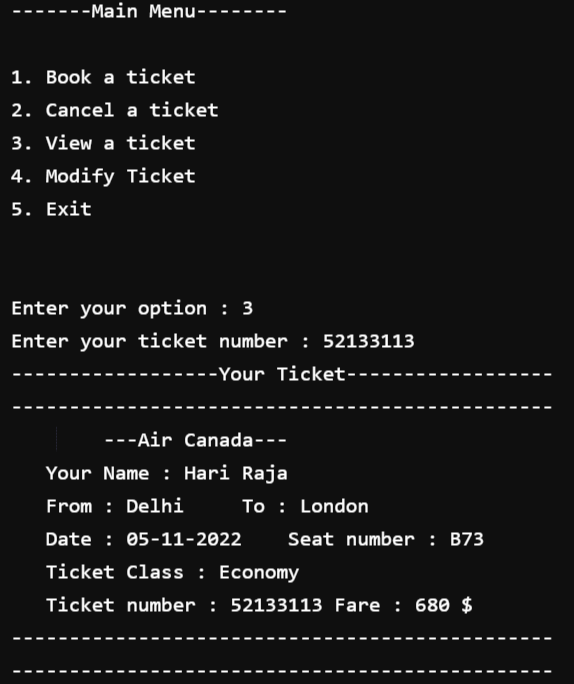 -------Main Menu--------
1. Book a ticket
2. Cancel a ticket
3. View a ticket
4. Modify Ticket
5. Exit
Enter your option : 3
Enter your ticket number : 52133113
------------------Your Ticket------------------
-----------------------------------------------
---Air Canada---
Your Name : Hari Raja
From : Delhi     To : London
Date : 05-11-2022    Seat number : B73
Ticket Class : Economy
Ticket number : 52133113 Fare : 680 $
-----------------------------------------------
-----------------------------------------------